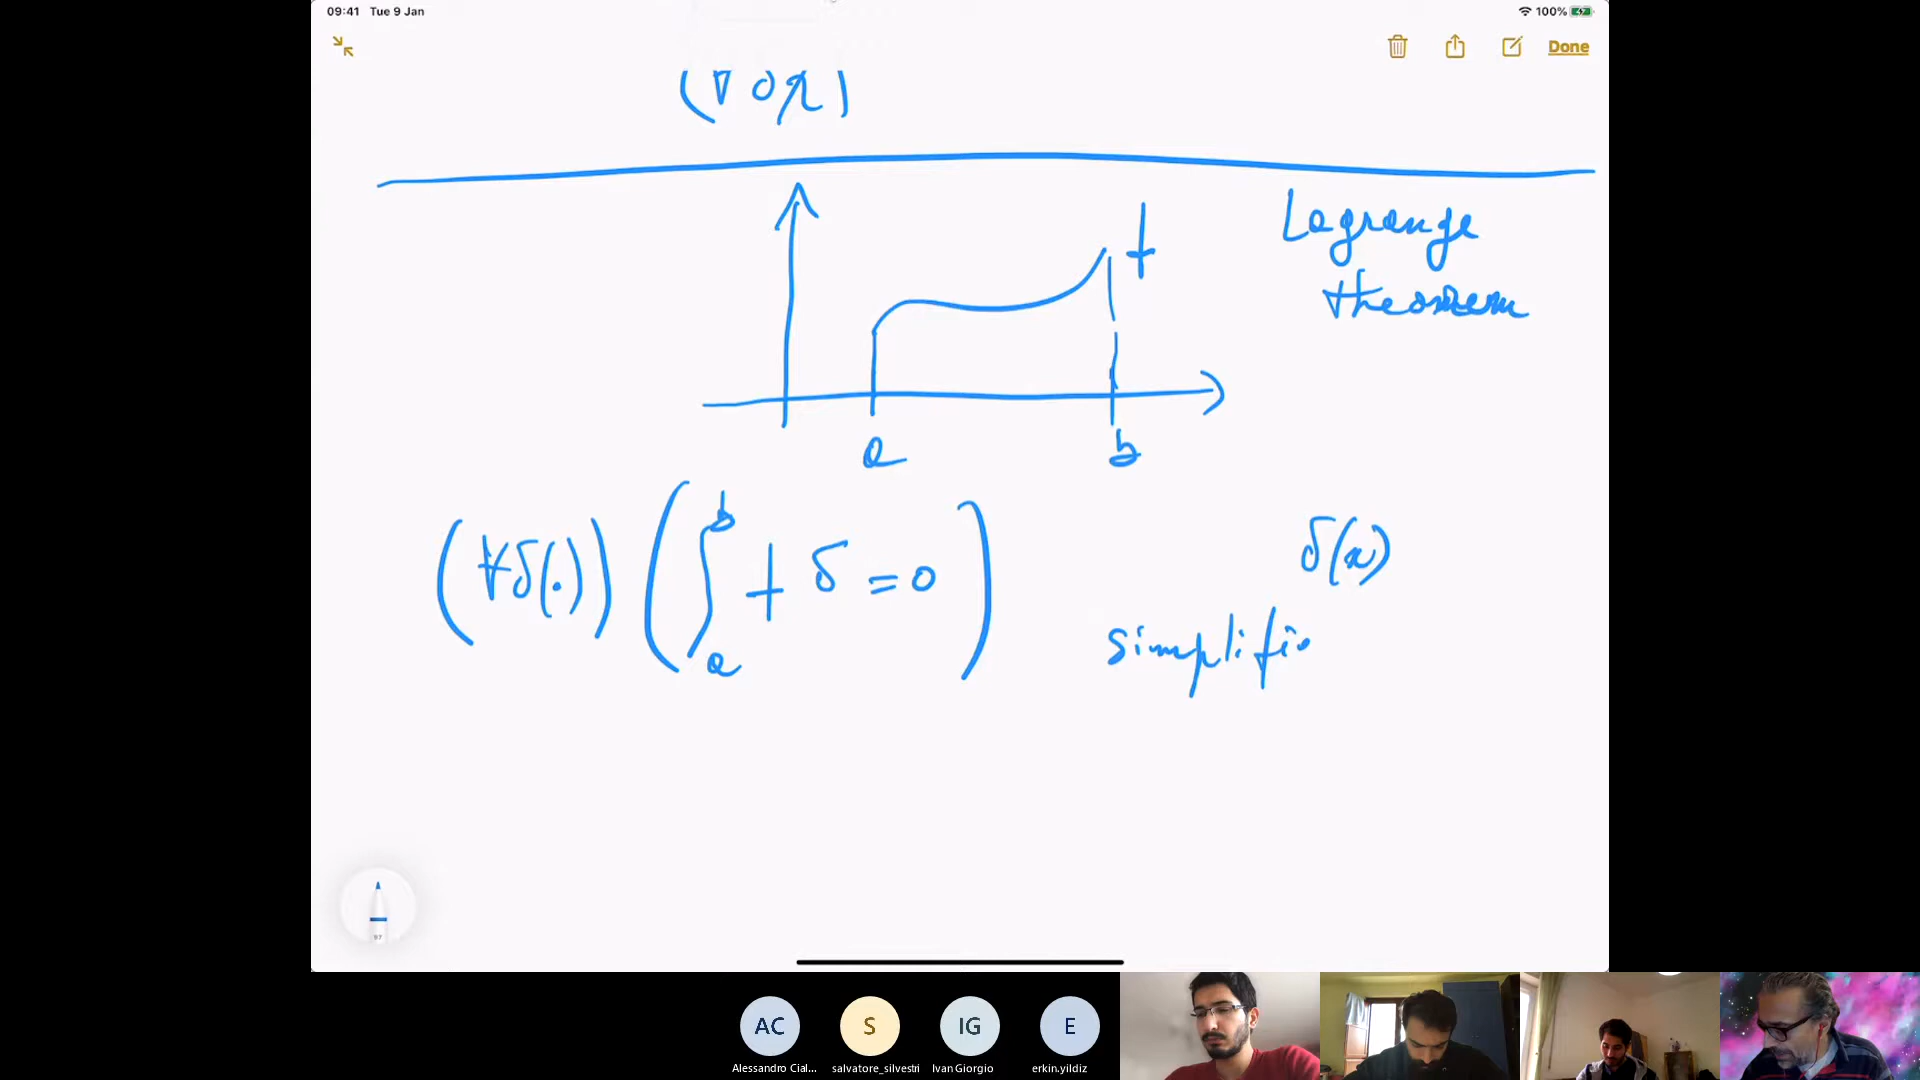 09:41 Tue 9 Jan
100%
Done
(∇ o χ)
Lagrange
theorem
f
a b
(∀δ(·)) (∫ₐᵇ f δ = 0)
δ(x)
simplific
97
AC S IG E
Alessandro Cial... salvatore_silvestri Ivan Giorgio erkin.yildiz